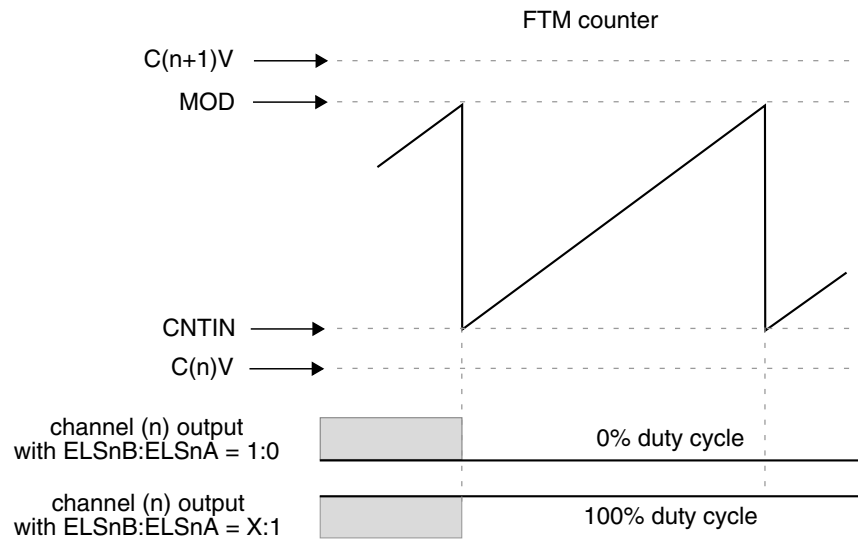 FTM counter
C(n+1)V
MOD
CNTIN
C(n)V
channel (n) output
with ELSnB:ELSnA = 1:0
0% duty cycle
channel (n) output
with ELSnB:ELSnA = X:1
100% duty cycle